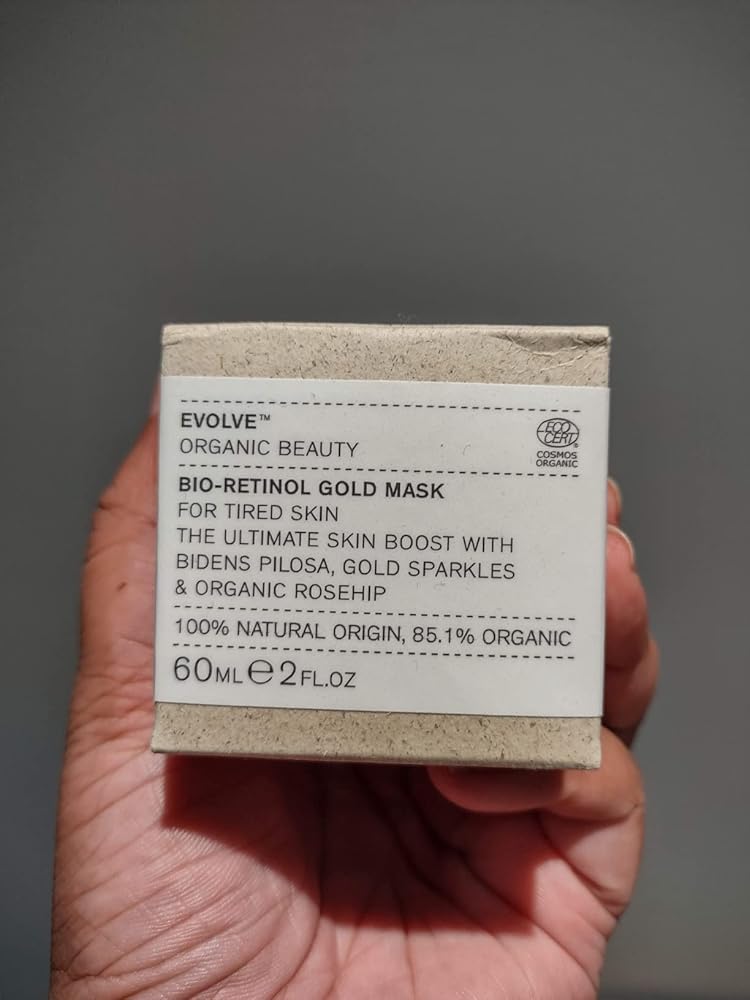 EVOLVE™
ORGANIC BEAUTY
ECO
CERT®
COSMOS
ORGANIC
BIO-RETINOL GOLD MASK
FOR TIRED SKIN
THE ULTIMATE SKIN BOOST WITH
BIDENS PILOSA, GOLD SPARKLES
& ORGANIC ROSEHIP
100% NATURAL ORIGIN, 85.1% ORGANIC
60ML ℮ 2FL.OZ